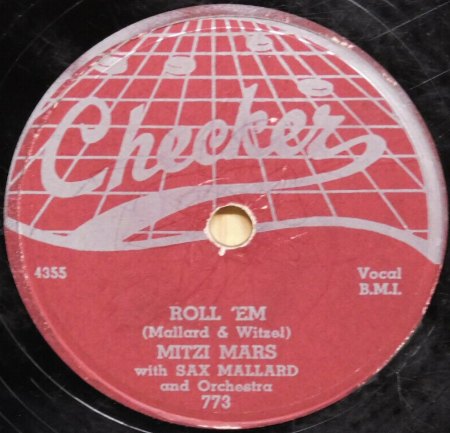 Checker
4355
Vocal
B.M.I.
ROLL 'EM
(Mallard & Witzel)
MITZI MARS
with SAX MALLARD
and Orchestra
773